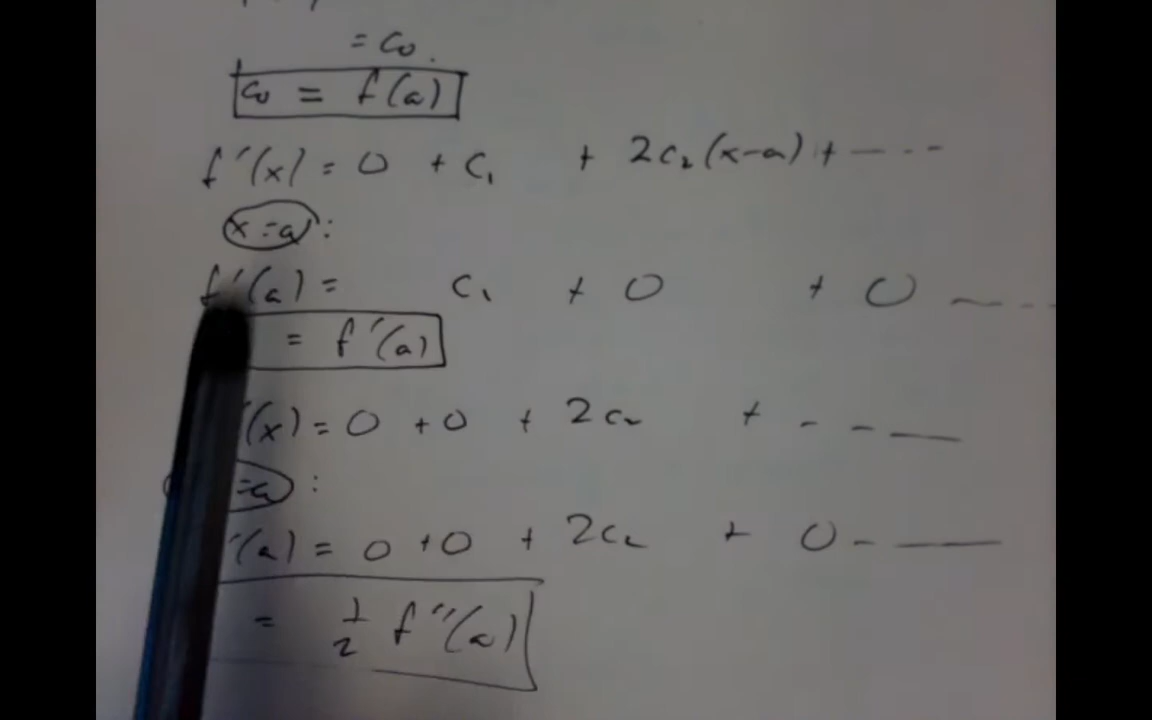 = c₀.
c₀ = f(a)
f'(x) = 0 + c₁ + 2c₂(x-a) + ----
x=a :
f'(a) = c₁ + 0 + 0 ----
= f'(a)
(x) = 0 + 0 + 2c₂ + ---
=a :
(a) = 0 + 0 + 2c₂ + 0 --
= 1/2 f''(a)